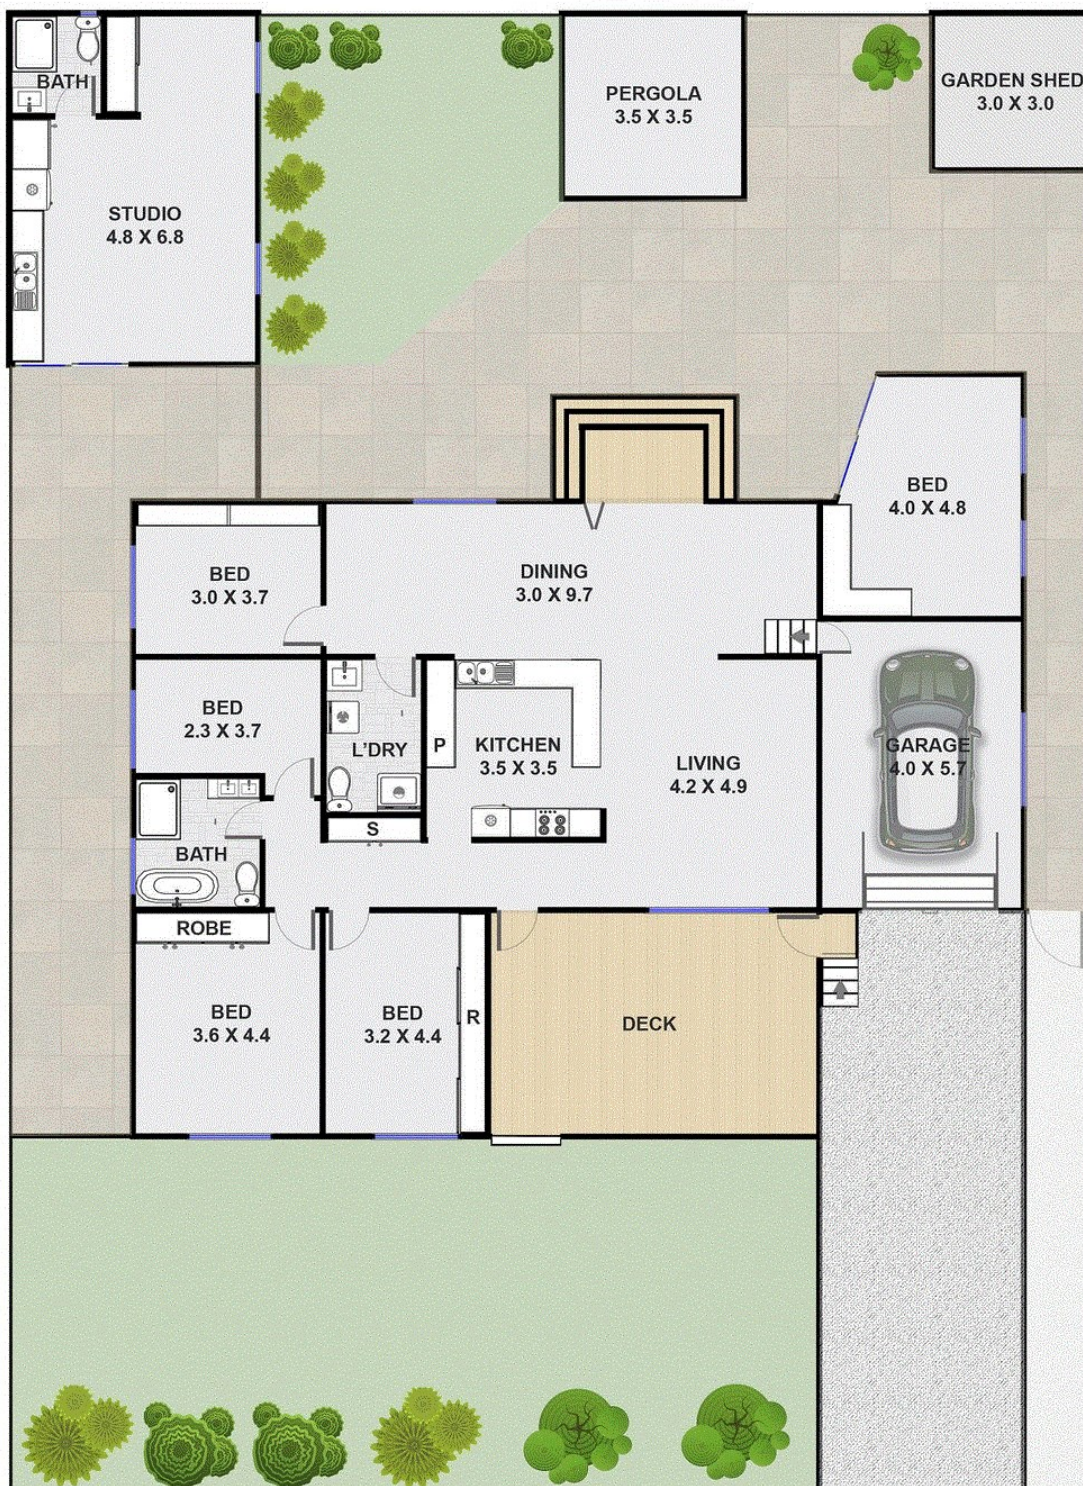 BATH
STUDIO
4.8 X 6.8
PERGOLA
3.5 X 3.5
GARDEN SHED
3.0 X 3.0
BED
4.0 X 4.8
BED
3.0 X 3.7
DINING
3.0 X 9.7
BED
2.3 X 3.7
L'DRY
P
KITCHEN
3.5 X 3.5
LIVING
4.2 X 4.9
GARAGE
4.0 X 5.7
S
BATH
ROBE
BED
3.6 X 4.4
BED
3.2 X 4.4
R
DECK